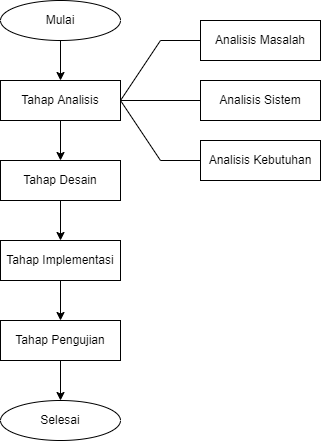 Mulai
Analisis Masalah
Tahap Analisis
Analisis Sistem
Analisis Kebutuhan
Tahap Desain
Tahap Implementasi
Tahap Pengujian
Selesai